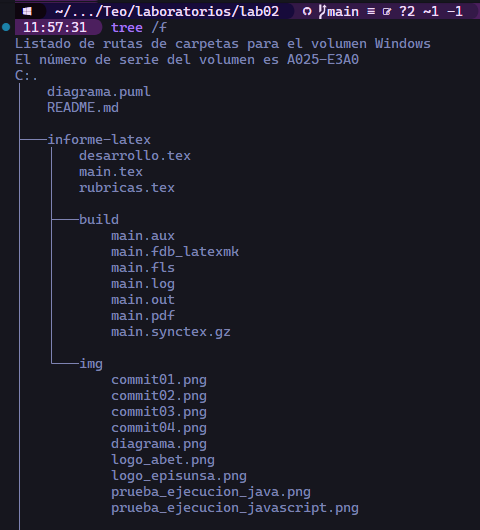 ~/.../Teo/laboratorios/lab02 main ≡ ?2 ~1 -1
11:57:31 tree /f
Listado de rutas de carpetas para el volumen Windows
El número de serie del volumen es A025-E3A0
C:.
diagrama.puml
README.md
informe-latex
desarrollo.tex
main.tex
rubricas.tex
build
main.aux
main.fdb_latexmk
main.fls
main.log
main.out
main.pdf
main.synctex.gz
img
commit01.png
commit02.png
commit03.png
commit04.png
diagrama.png
logo_abet.png
logo_episunsa.png
prueba_ejecucion_java.png
prueba_ejecucion_javascript.png